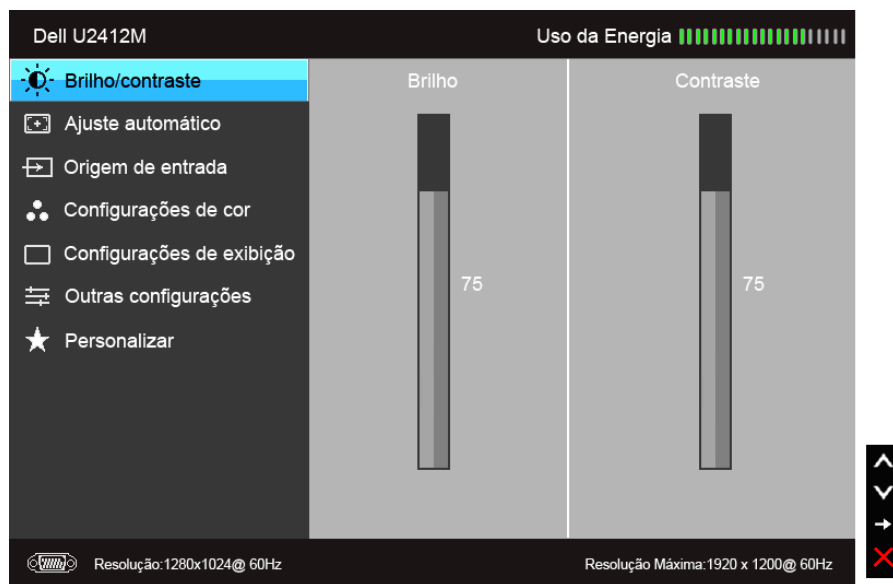 Dell U2412M
Uso da Energia
Brilho/contraste
Ajuste automático
Origem de entrada
Configurações de cor
Configurações de exibição
Outras configurações
Personalizar
Brilho
Contraste
75
75
Resolução:1280x1024@ 60Hz
Resolução Máxima:1920 x 1200@ 60Hz